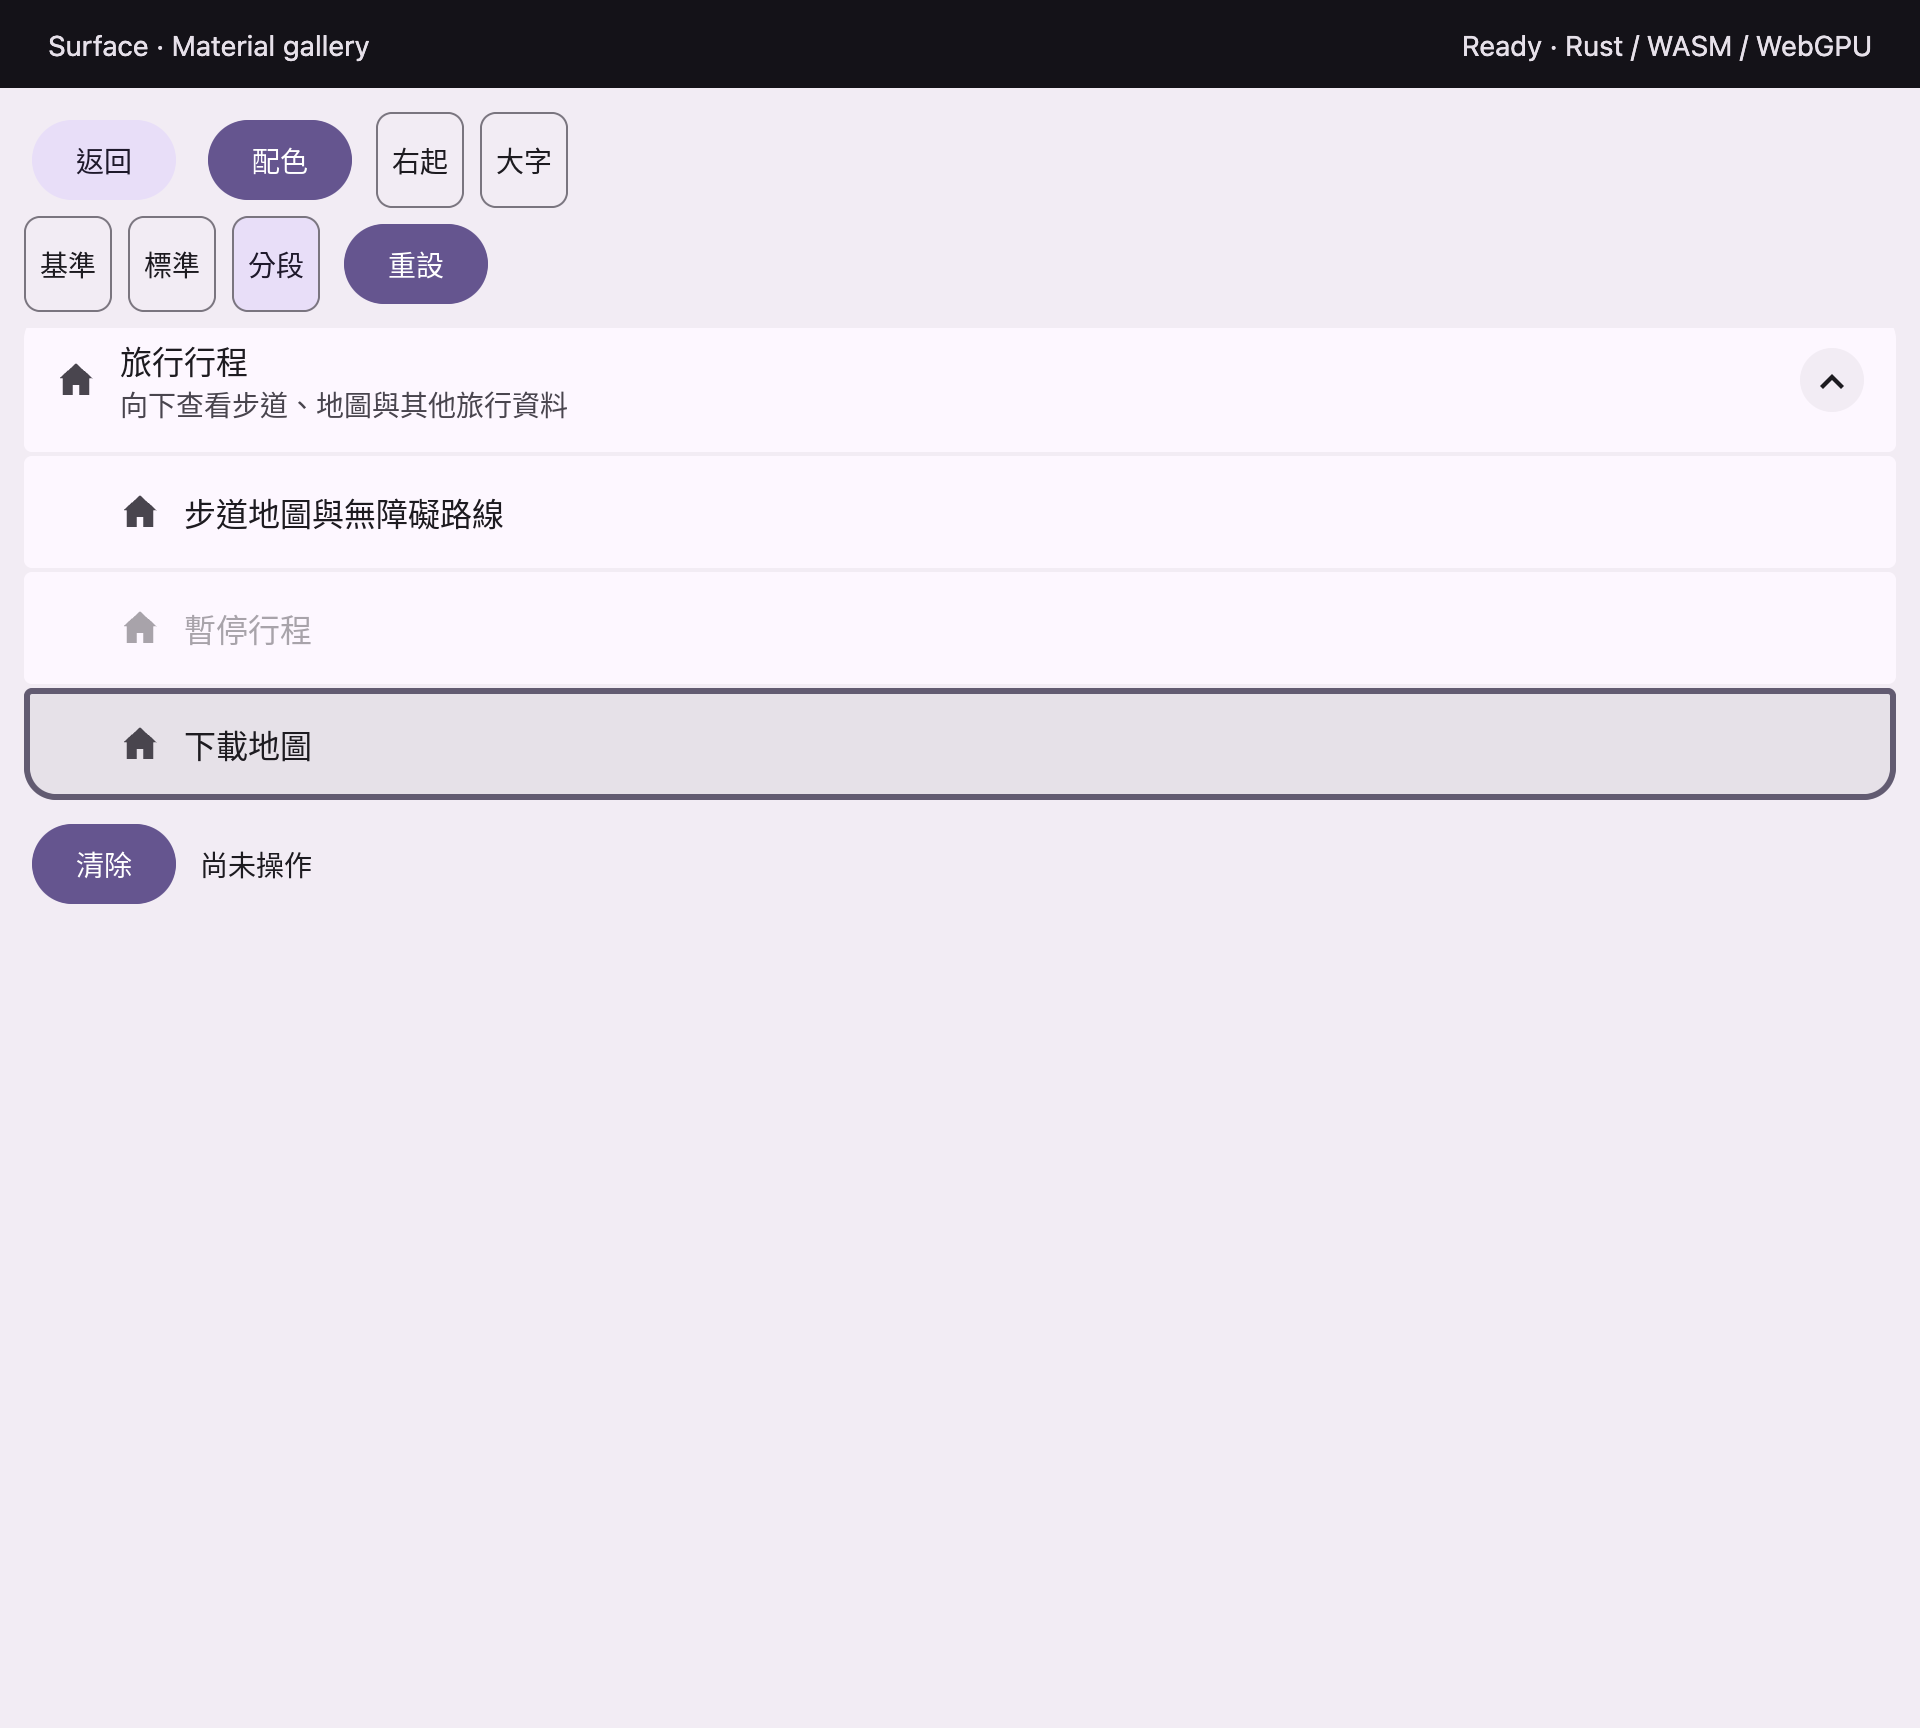 Surface · Material gallery
Ready · Rust / WASM / WebGPU
返回
配色
右起
大字
基準
標準
分段
重設
旅行行程
向下查看步道、地圖與其他旅行資料
步道地圖與無障礙路線
暫停行程
下載地圖
清除
尚未操作